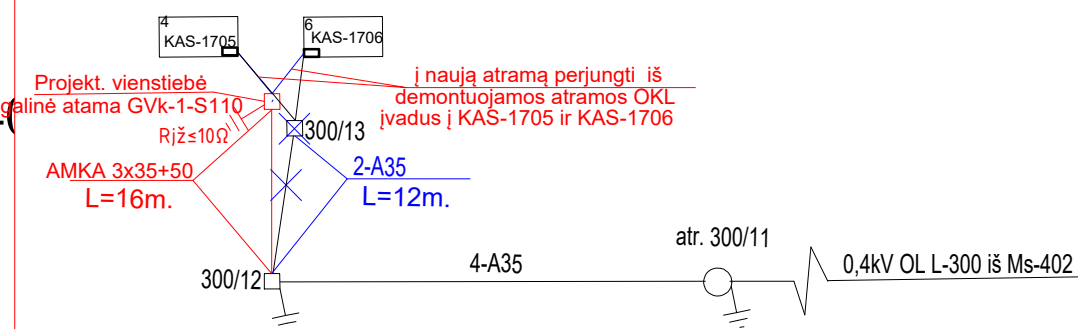 4
KAS-1705
6
KAS-1706
Projekt. vienstiebė
galinė atama GVk-1-S110
Rįž≤10Ω
į naują atramą perjungti iš
demontuojamos atramos OKL
įvadus į KAS-1705 ir KAS-1706
300/13
AMKA 3x35+50
L=16m.
2-A35
L=12m.
300/12
4-A35
atr. 300/11
0,4kV OL L-300 iš Ms-402